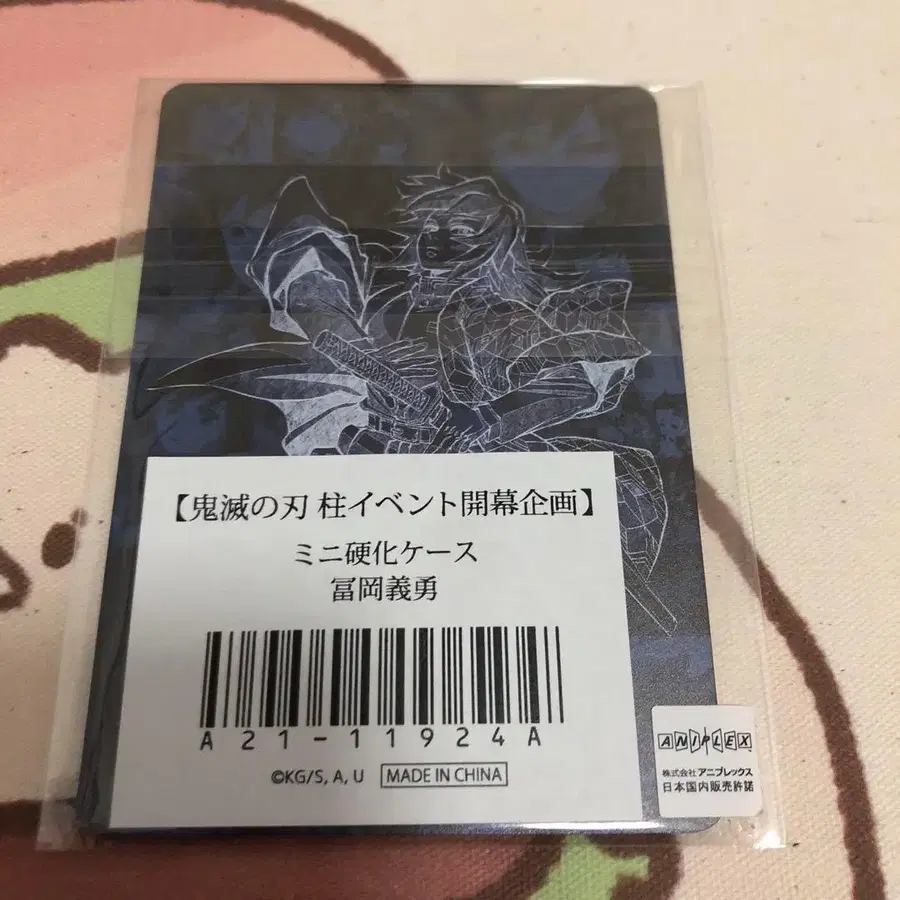 【鬼滅の刃 柱イベント開幕企画】
ミニ硬化ケース
冨岡義勇
A21-11924A
©KG/S, A, U MADE IN CHINA
ANIPLEX
株式会社アニプレックス
日本国内販売許諾